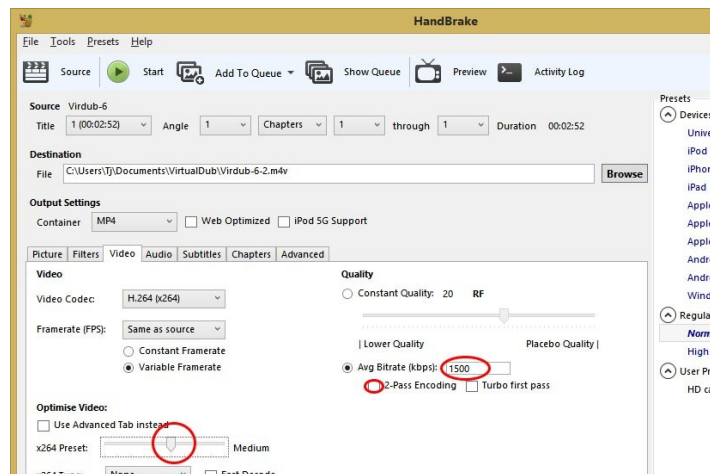 HandBrake
File Tools Presets Help
Source Start Add To Queue Show Queue Preview Activity Log
Source Virdub-6
Title 1 (00:02:52) Angle 1 Chapters 1 through 1 Duration 00:02:52
Destination
File C:\Users\Tj\Documents\VirtualDub\Virdub-6-2.m4v Browse
Output Settings
Container MP4 Web Optimized iPod 5G Support
Picture Filters Video Audio Subtitles Chapters Advanced
Video
Video Codec: H.264 (x264)
Framerate (FPS): Same as source
Constant Framerate
Variable Framerate
Optimise Video:
Use Advanced Tab instead
x264 Preset: Medium
Quality
Constant Quality: 20 RF
| Lower Quality Placebo Quality |
Avg Bitrate (kbps): 1500
2-Pass Encoding Turbo first pass
Presets
Devices
Unive
iPod
iPhon
iPad
Apple
Apple
Apple
Andr
Andr
Wind
Regula
Norm
High
User Pr
HD ca